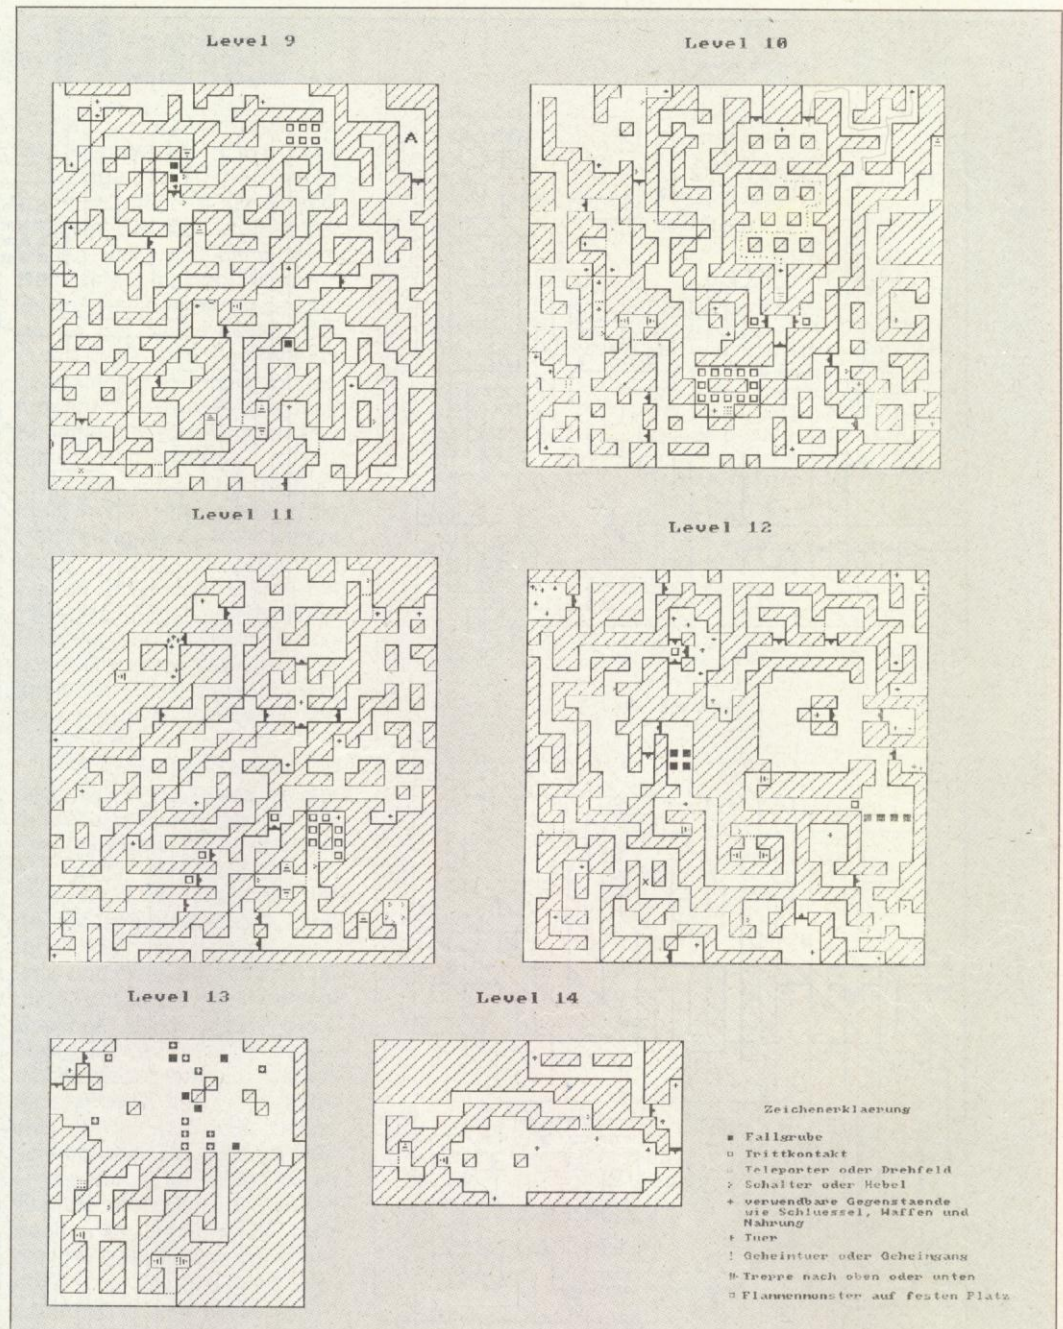 Level 9
Level 10
A
Level 11
Level 12
X
Level 13
Level 14
Zeichenerklaerung
Fallgrube
Trittkontakt
Teleporter oder Drehfeld
Schalter oder Hebel
verwendbare Gegenstaende
wie Schluessel, Waffen und
Nahrung
Tuer
Geheintuer oder Geheingang
Treppe nach oben oder unten
Flammenmonster auf festen Platz